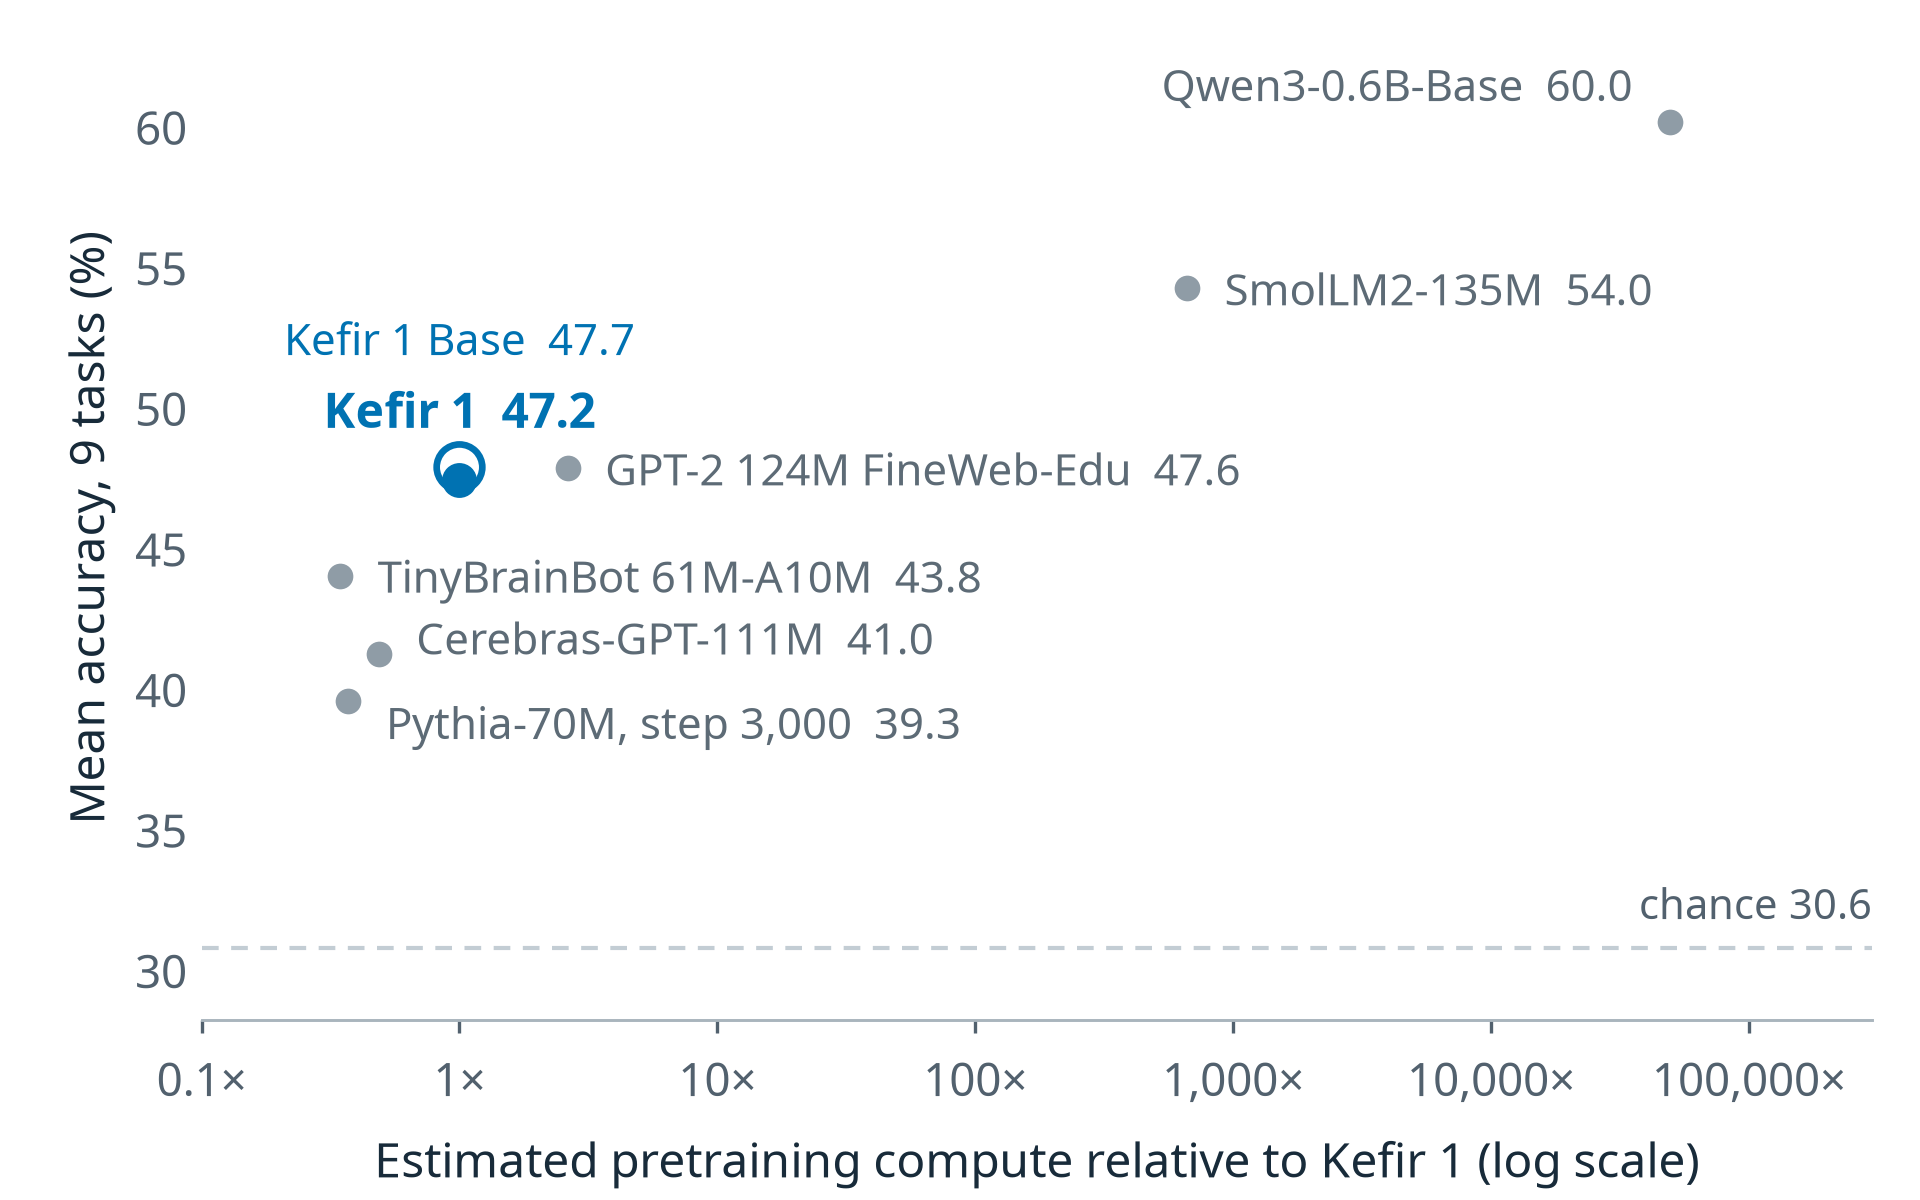 Qwen3-0.6B-Base 60.0
60
55
SmolLM2-135M 54.0
Kefir 1 Base 47.7
50
Kefir 1 47.2
GPT-2 124M FineWeb-Edu 47.6
45
TinyBrainBot 61M-A10M 43.8
Cerebras-GPT-111M 41.0
40
Pythia-70M, step 3,000 39.3
35
chance 30.6
30
Mean accuracy, 9 tasks (%)
0.1× 1× 10× 100× 1,000× 10,000× 100,000×
Estimated pretraining compute relative to Kefir 1 (log scale)